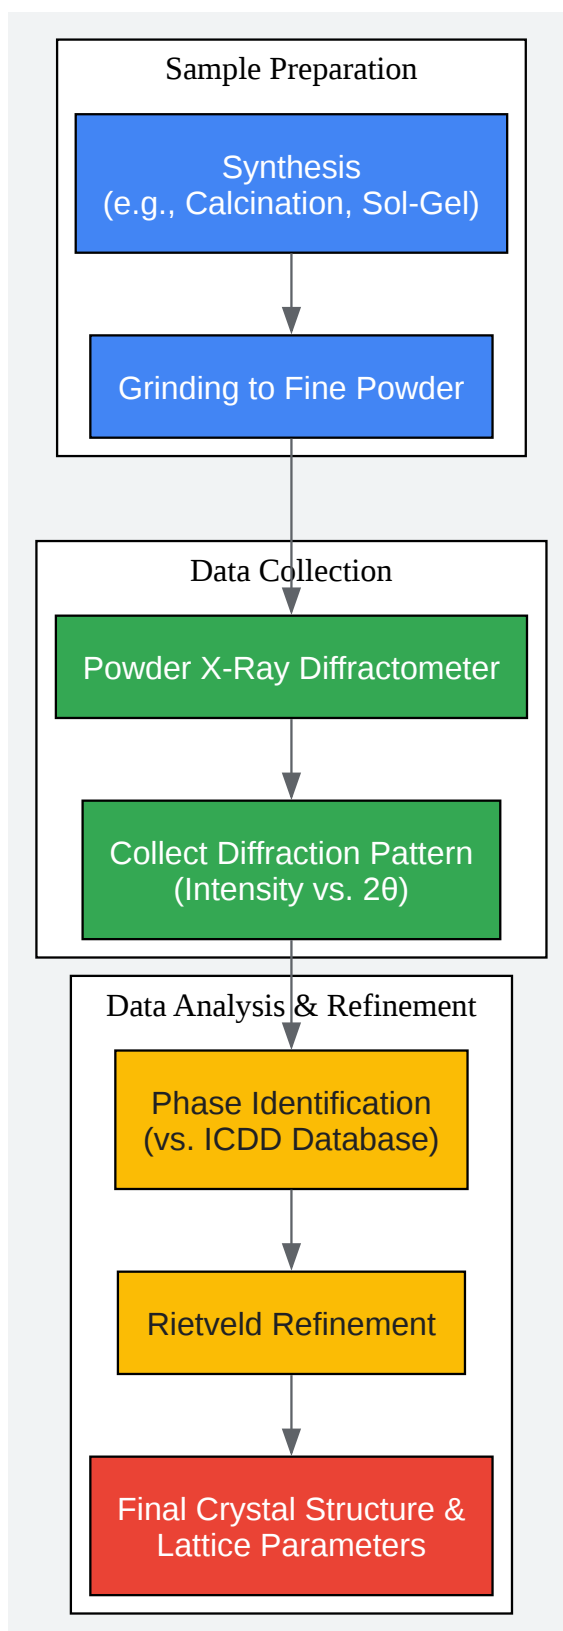 Sample Preparation
Synthesis
(e.g., Calcination, Sol-Gel)
Grinding to Fine Powder
Data Collection
Powder X-Ray Diffractometer
Collect Diffraction Pattern
(Intensity vs. 2θ)
Data Analysis & Refinement
Phase Identification
(vs. ICDD Database)
Rietveld Refinement
Final Crystal Structure &
Lattice Parameters